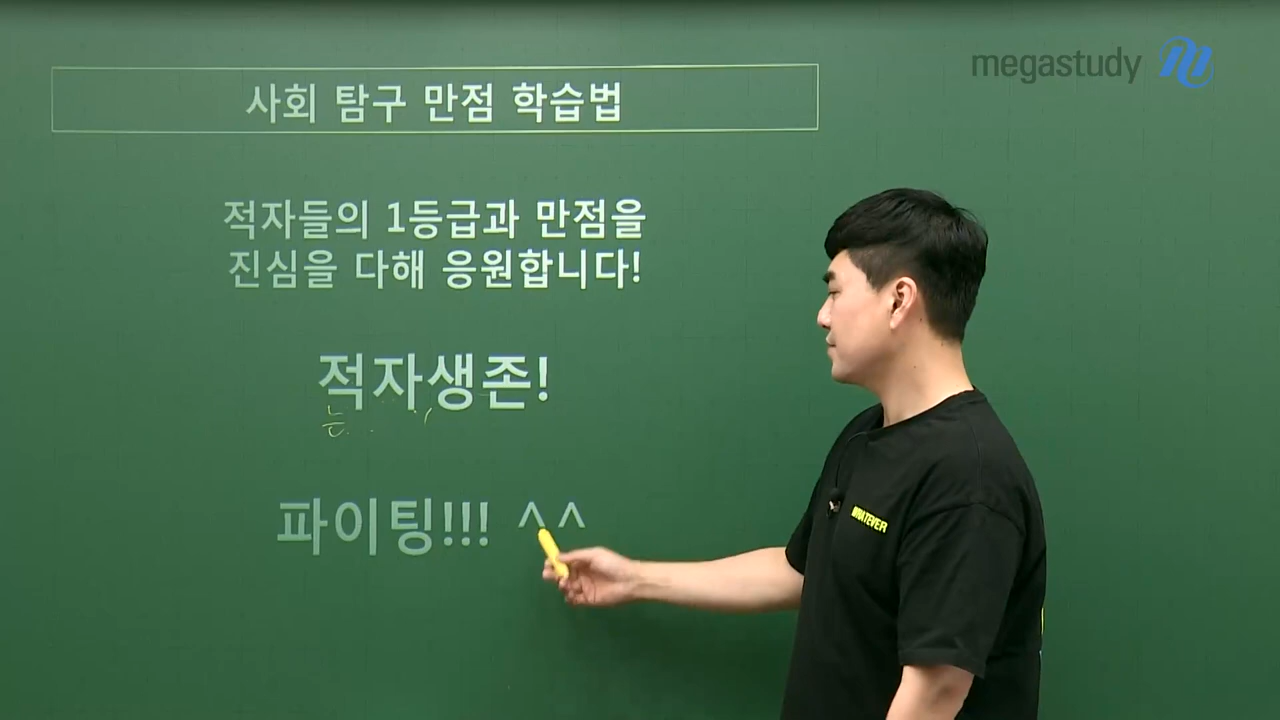 megastudy
사회 탐구 만점 학습법
적자들의 1등급과 만점을
진심을 다해 응원합니다!
적자생존!
파이팅!!! ^^
WHATEVER